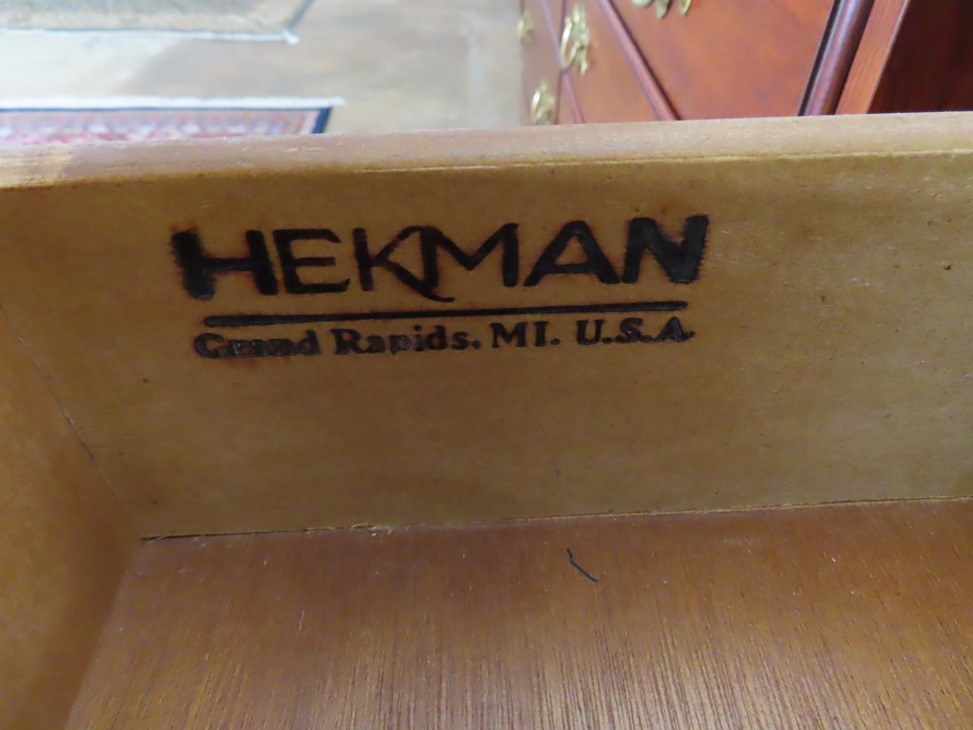 HEKMAN
Grand Rapids, MI. U.S.A.